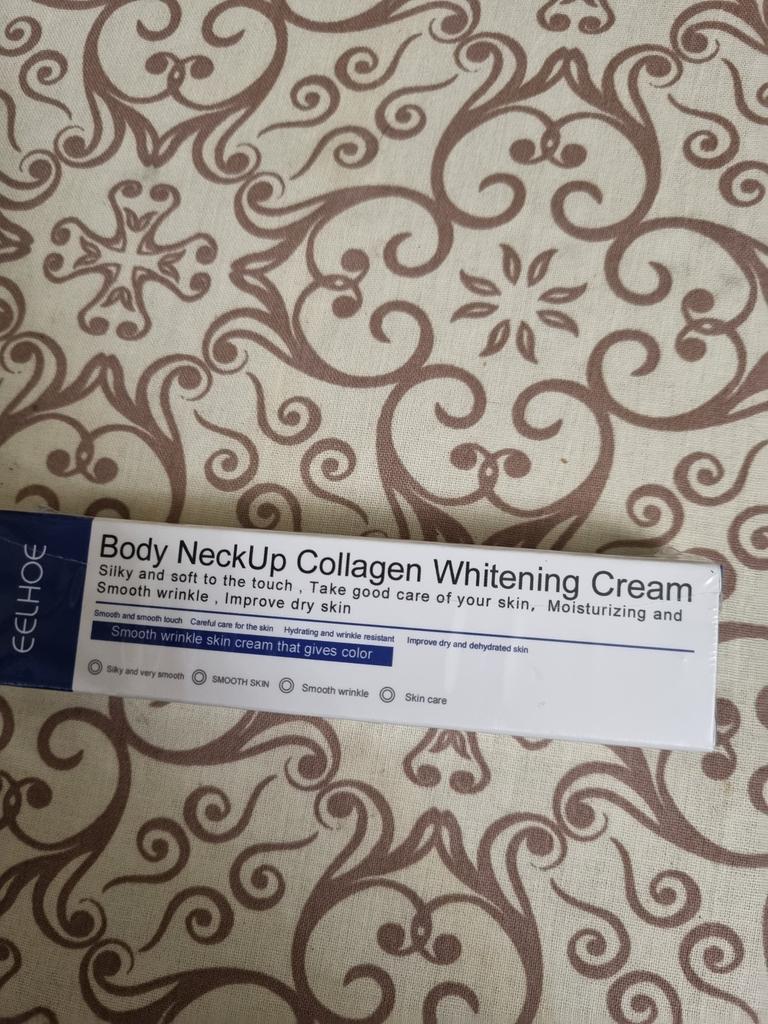 EELHOE
Body NeckUp Collagen Whitening Cream
Silky and soft to the touch , Take good care of your skin, Moisturizing and
Smooth wrinkle , Improve dry skin
Smooth and smooth touch Careful care for the skin Hydrating and wrinkle resistant Improve dry and dehydrated skin
Smooth wrinkle skin cream that gives color
Silky and very smooth SMOOTH SKIN Smooth wrinkle Skin care